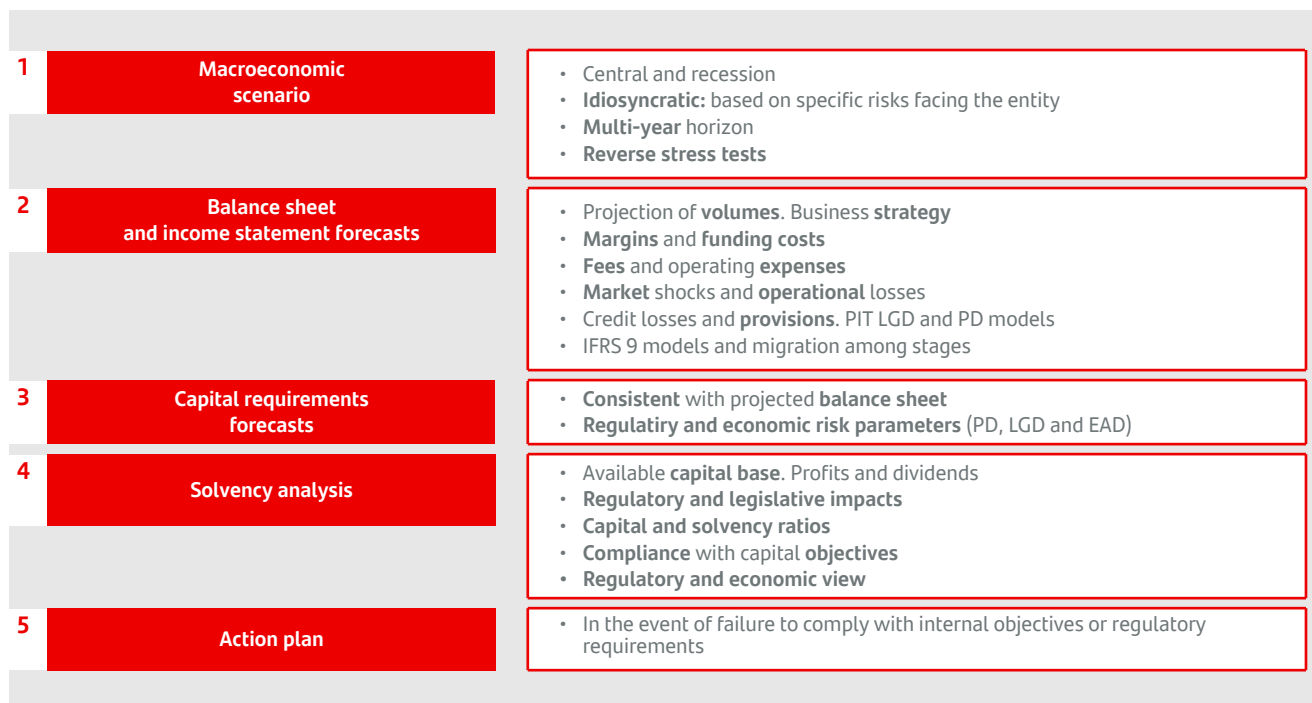 1
Macroeconomic
scenario
• Central and recession
• Idiosyncratic: based on specific risks facing the entity
• Multi-year horizon
• Reverse stress tests
2
Balance sheet
and income statement forecasts
• Projection of volumes. Business strategy
• Margins and funding costs
• Fees and operating expenses
• Market shocks and operational losses
• Credit losses and provisions. PIT LGD and PD models
• IFRS 9 models and migration among stages
3
Capital requirements
forecasts
• Consistent with projected balance sheet
• Regulatiry and economic risk parameters (PD, LGD and EAD)
4
Solvency analysis
• Available capital base. Profits and dividends
• Regulatory and legislative impacts
• Capital and solvency ratios
• Compliance with capital objectives
• Regulatory and economic view
5
Action plan
• In the event of failure to comply with internal objectives or regulatory
requirements